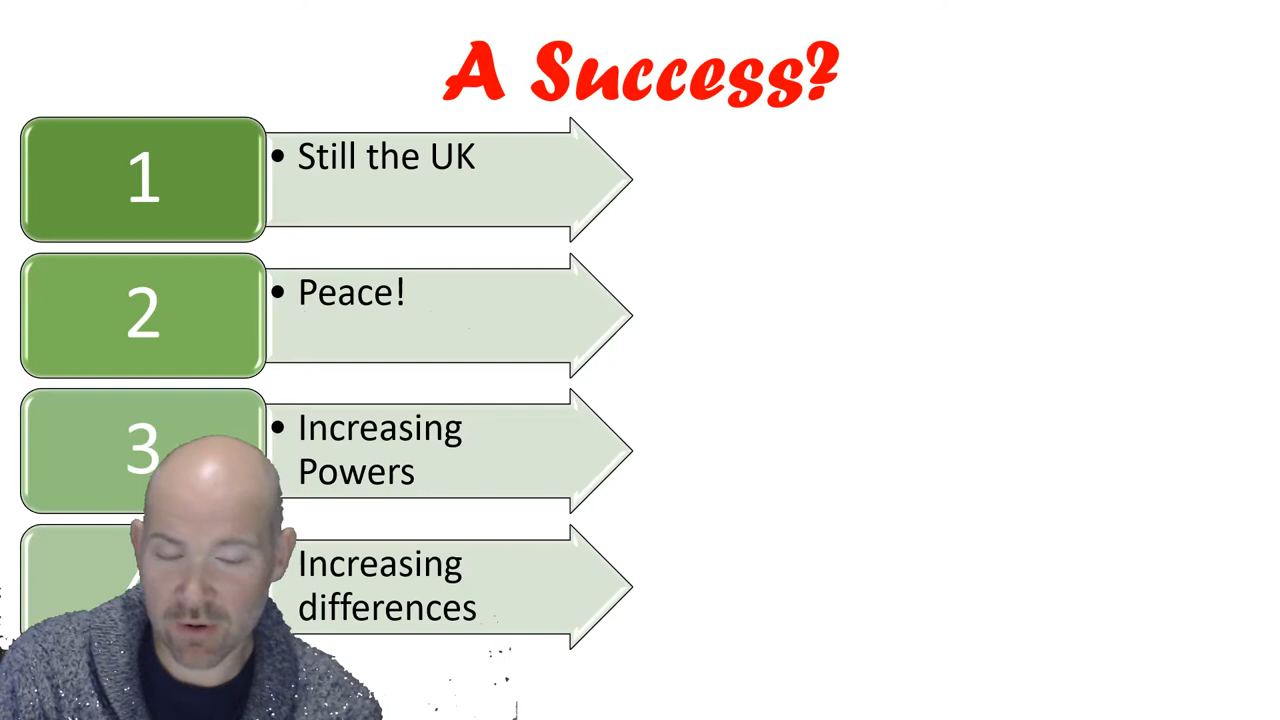 A Success?
1
• Still the UK
2
• Peace!
3
• Increasing
Powers
Increasing
differences